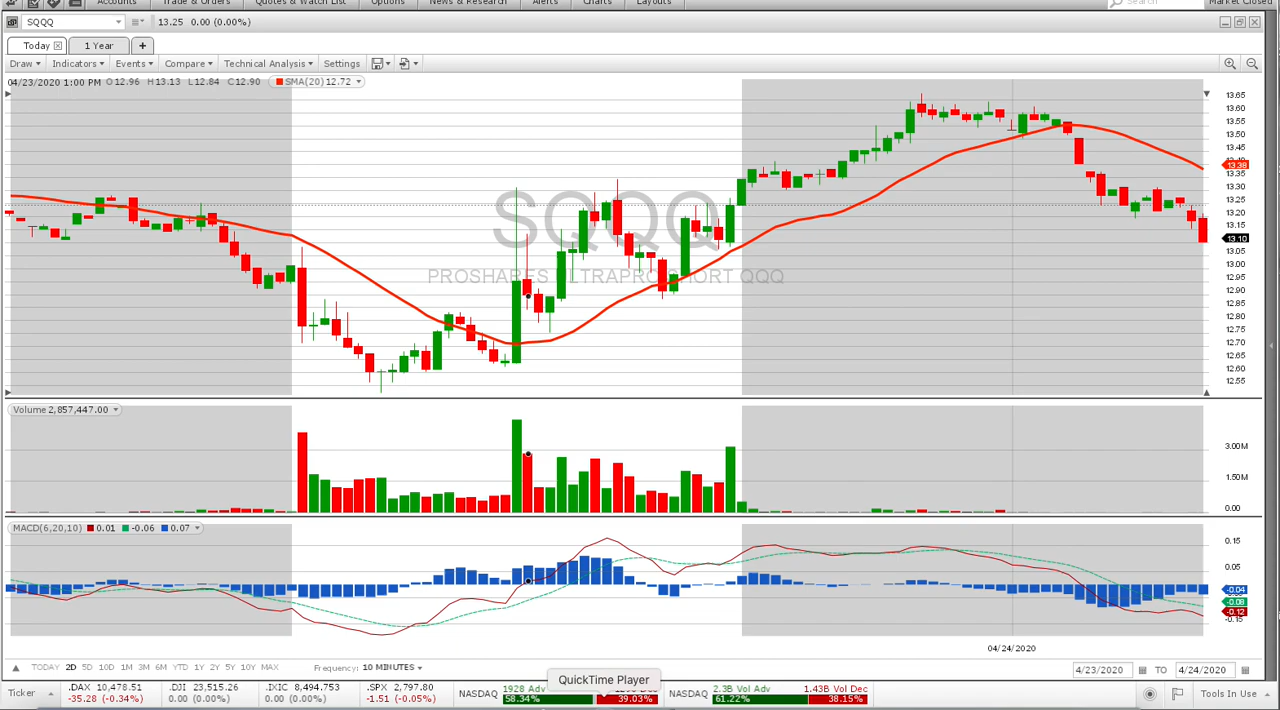 Accounts Trade & Orders Quotes & Watch List Options News & Research Alerts Charts Layouts Search Market Closed
SQQQ 13.25 0.00 (0.00%)
Today 1 Year +
Draw Indicators Events Compare Technical Analysis Settings
04/23/2020 1:00 PM O 12.96 H 13.13 L 12.84 C 12.90 SMA(20) 12.72
13.65
13.60
13.55
13.50
13.45
13.38
13.35
13.30
13.25
13.20
13.15
13.10
13.05
13.00
12.95
12.90
12.85
12.80
12.75
12.70
12.65
12.60
12.55
SQQQ
PROSHARES ULTRAPRO SHORT QQQ
Volume 2,857,447.00
3.00M
1.50M
0.00
MACD(6,20,10) 0.01 -0.06 0.07
0.15
0.05
-0.04
-0.08
-0.12
-0.15
04/24/2020
TODAY 2D 5D 10D 1M 3M 6M YTD 1Y 2Y 5Y 10Y MAX Frequency: 10 MINUTES 4/23/2020 TO 4/24/2020
QuickTime Player
Ticker .DAX 10,478.51 .DJI 23,515.26 .IXIC 8,494.753 .SPX 2,797.80 NASDAQ 1928 Adv NASDAQ 2.3B Vol Adv 1.43B Vol Dec Tools In Use
-35.28 (-0.34%) 0.00 (0.00%) 0.00 (0.00%) -1.51 (-0.05%) 58.34% 39.03% 61.22% 38.15%